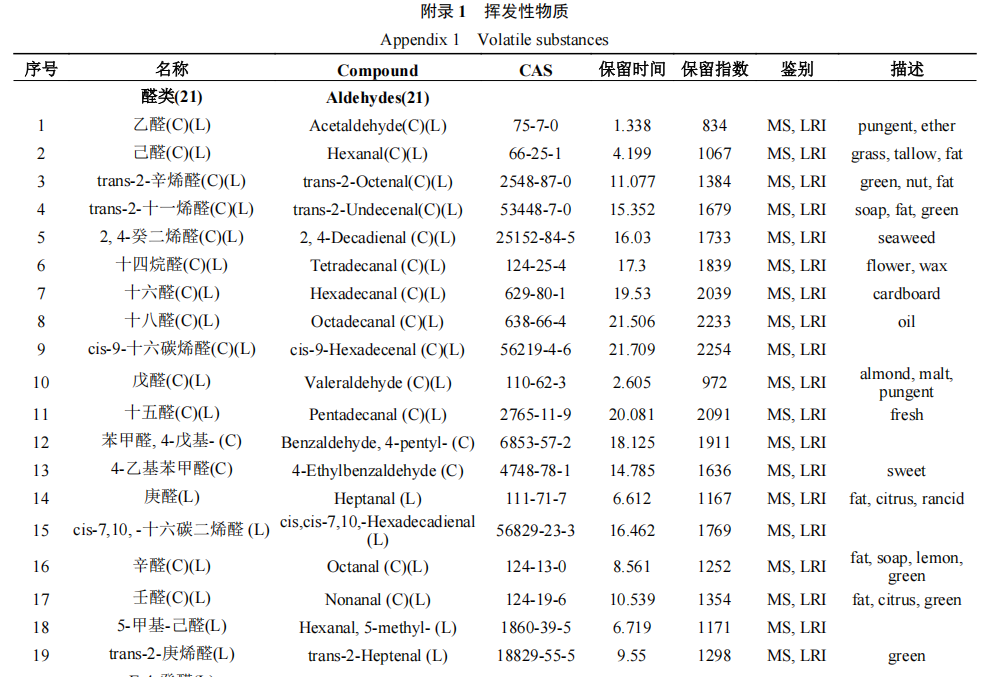 附录 1 挥发性物质
Appendix 1 Volatile substances
序号 名称 Compound CAS 保留时间 保留指数 鉴别 描述
醛类(21) Aldehydes(21)
1 乙醛(C)(L) Acetaldehyde(C)(L) 75-7-0 1.338 834 MS, LRI pungent, ether
2 己醛(C)(L) Hexanal(C)(L) 66-25-1 4.199 1067 MS, LRI grass, tallow, fat
3 trans-2-辛烯醛(C)(L) trans-2-Octenal(C)(L) 2548-87-0 11.077 1384 MS, LRI green, nut, fat
4 trans-2-十一烯醛(C)(L) trans-2-Undecenal(C)(L) 53448-7-0 15.352 1679 MS, LRI soap, fat, green
5 2, 4-癸二烯醛(C)(L) 2, 4-Decadienal (C)(L) 25152-84-5 16.03 1733 MS, LRI seaweed
6 十四烷醛(C)(L) Tetradecanal (C)(L) 124-25-4 17.3 1839 MS, LRI flower, wax
7 十六醛(C)(L) Hexadecanal (C)(L) 629-80-1 19.53 2039 MS, LRI cardboard
8 十八醛(C)(L) Octadecanal (C)(L) 638-66-4 21.506 2233 MS, LRI oil
9 cis-9-十六碳烯醛(C)(L) cis-9-Hexadecenal (C)(L) 56219-4-6 21.709 2254 MS, LRI
10 戊醛(C)(L) Valeraldehyde (C)(L) 110-62-3 2.605 972 MS, LRI almond, malt,
pungent
11 十五醛(C)(L) Pentadecanal (C)(L) 2765-11-9 20.081 2091 MS, LRI fresh
12 苯甲醛, 4-戊基- (C) Benzaldehyde, 4-pentyl- (C) 6853-57-2 18.125 1911 MS, LRI
13 4-乙基苯甲醛(C) 4-Ethylbenzaldehyde (C) 4748-78-1 14.785 1636 MS, LRI sweet
14 庚醛(L) Heptanal (L) 111-71-7 6.612 1167 MS, LRI fat, citrus, rancid
15 cis-7,10, -十六碳二烯醛 (L) cis,cis-7,10,-Hexadecadienal
(L) 56829-23-3 16.462 1769 MS, LRI
16 辛醛(C)(L) Octanal (C)(L) 124-13-0 8.561 1252 MS, LRI fat, soap, lemon,
green
17 壬醛(C)(L) Nonanal (C)(L) 124-19-6 10.539 1354 MS, LRI fat, citrus, green
18 5-甲基-己醛(L) Hexanal, 5-methyl- (L) 1860-39-5 6.719 1171 MS, LRI
19 trans-2-庚烯醛(L) trans-2-Heptenal (L) 18829-55-5 9.55 1298 MS, LRI green